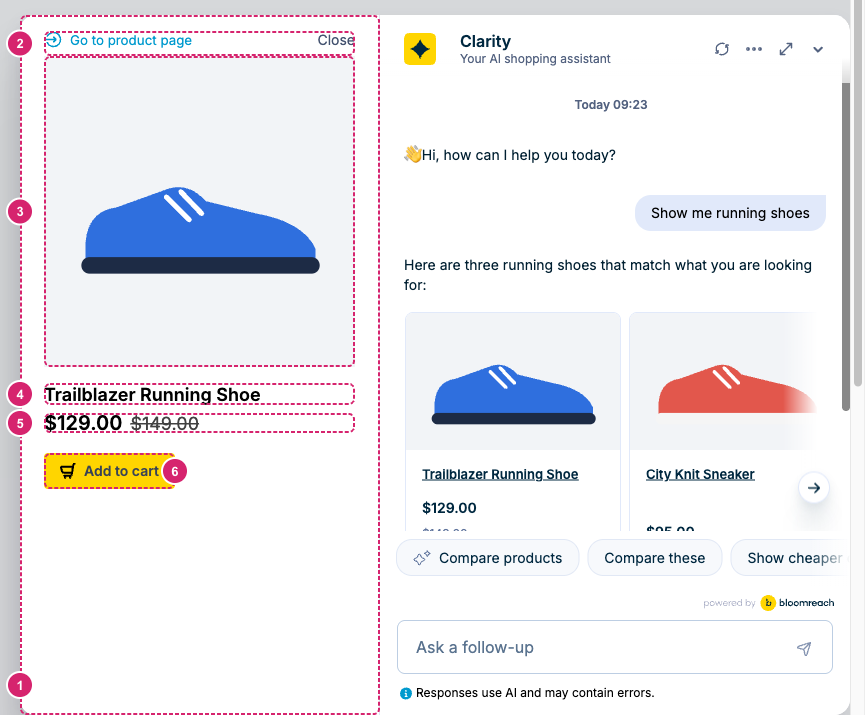 2
Go to product page
Close
3
4
Trailblazer Running Shoe
5
$129.00 $149.00
Add to cart
6
1
Clarity
Your AI shopping assistant
Today 09:23
👋Hi, how can I help you today?
Show me running shoes
Here are three running shoes that match what you are looking
for:
Trailblazer Running Shoe
$129.00
City Knit Sneaker
$95.00
Compare products
Compare these
Show cheaper
powered by b bloomreach
Ask a follow-up
Responses use AI and may contain errors.